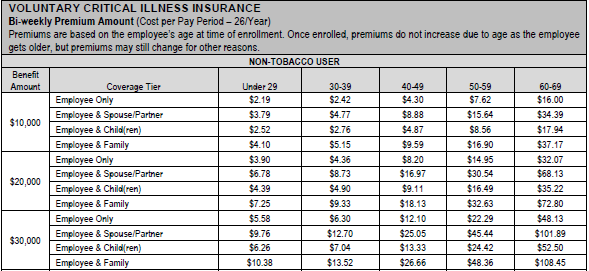 VOLUNTARY CRITICAL ILLNESS INSURANCE
Bi-weekly Premium Amount (Cost per Pay Period – 26/Year)
Premiums are based on the employee's age at time of enrollment. Once enrolled, premiums do not increase due to age as the employee
gets older, but premiums may still change for other reasons.
NON-TOBACCO USER
Benefit Amount Coverage Tier Under 29 30-39 40-49 50-59 60-69
$10,000
Employee Only $2.19 $2.42 $4.30 $7.62 $16.00
Employee & Spouse/Partner $3.79 $4.77 $8.88 $15.64 $34.39
Employee & Child(ren) $2.52 $2.76 $4.87 $8.56 $17.94
Employee & Family $4.10 $5.15 $9.59 $16.90 $37.17
$20,000
Employee Only $3.90 $4.36 $8.20 $14.95 $32.07
Employee & Spouse/Partner $6.78 $8.73 $16.97 $30.54 $68.13
Employee & Child(ren) $4.39 $4.90 $9.11 $16.49 $35.22
Employee & Family $7.25 $9.33 $18.13 $32.63 $72.80
$30,000
Employee Only $5.58 $6.30 $12.10 $22.29 $48.13
Employee & Spouse/Partner $9.76 $12.70 $25.05 $45.44 $101.89
Employee & Child(ren) $6.26 $7.04 $13.33 $24.42 $52.50
Employee & Family $10.38 $13.52 $26.66 $48.36 $108.45